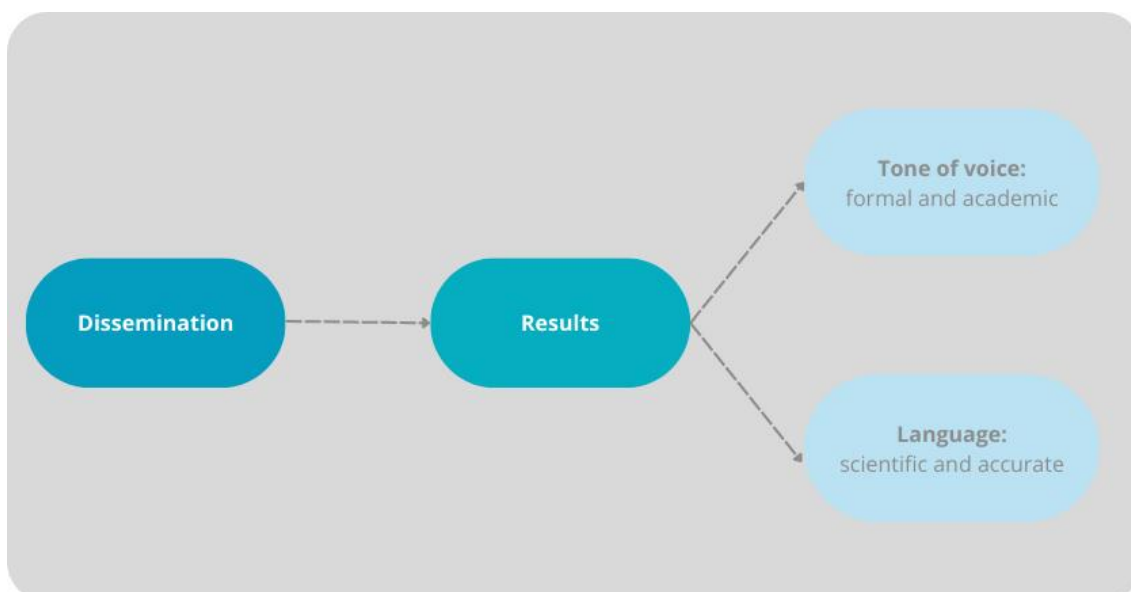 Dissemination
Results
Tone of voice:
formal and academic
Language:
scientific and accurate